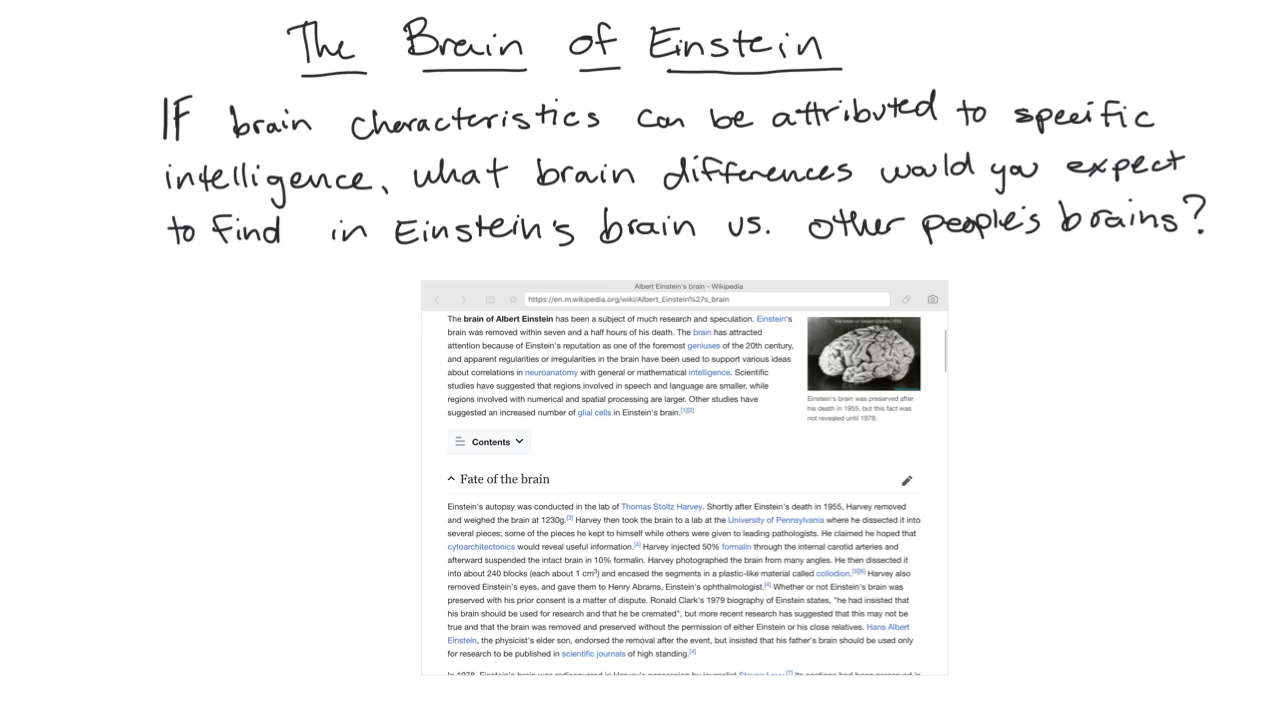 The Brain of Einstein
IF brain characteristics can be attributed to specific
intelligence, what brain differences would you expect
to find in Einstein's brain vs. other people's brains?
Albert Einstein's brain - Wikipedia
https://en.m.wikipedia.org/wiki/Albert_Einstein%27s_brain
The brain of Albert Einstein has been a subject of much research and speculation. Einstein's
brain was removed within seven and a half hours of his death. The brain has attracted
attention because of Einstein's reputation as one of the foremost geniuses of the 20th century,
and apparent regularities or irregularities in the brain have been used to support various ideas
about correlations in neuroanatomy with general or mathematical intelligence. Scientific
studies have suggested that regions involved in speech and language are smaller, while
regions involved with numerical and spatial processing are larger. Other studies have
suggested an increased number of glial cells in Einstein's brain.[1][2]
Einstein's brain was preserved after
his death in 1955, but this fact was
not revealed until 1978.
Contents
Fate of the brain
Einstein's autopsy was conducted in the lab of Thomas Stoltz Harvey. Shortly after Einstein's death in 1955, Harvey removed
and weighed the brain at 1230g.[3] Harvey then took the brain to a lab at the University of Pennsylvania where he dissected it into
several pieces; some of the pieces he kept to himself while others were given to leading pathologists. He claimed he hoped that
cytoarchitectonics would reveal useful information.[4] Harvey injected 50% formalin through the internal carotid arteries and
afterward suspended the intact brain in 10% formalin. Harvey photographed the brain from many angles. He then dissected it
into about 240 blocks (each about 1 cm³) and encased the segments in a plastic-like material called collodion.[5][6] Harvey also
removed Einstein's eyes, and gave them to Henry Abrams, Einstein's ophthalmologist.[4] Whether or not Einstein's brain was
preserved with his prior consent is a matter of dispute. Ronald Clark's 1979 biography of Einstein states, "he had insisted that
his brain should be used for research and that he be cremated", but more recent research has suggested that this may not be
true and that the brain was removed and preserved without the permission of either Einstein or his close relatives. Hans Albert
Einstein, the physicist's elder son, endorsed the removal after the event, but insisted that his father's brain should be used only
for research to be published in scientific journals of high standing.[4]
In 1978, Einstein's brain was rediscovered in Harvey's possession by journalist Steven Levy.[7] Its sections had been preserved in